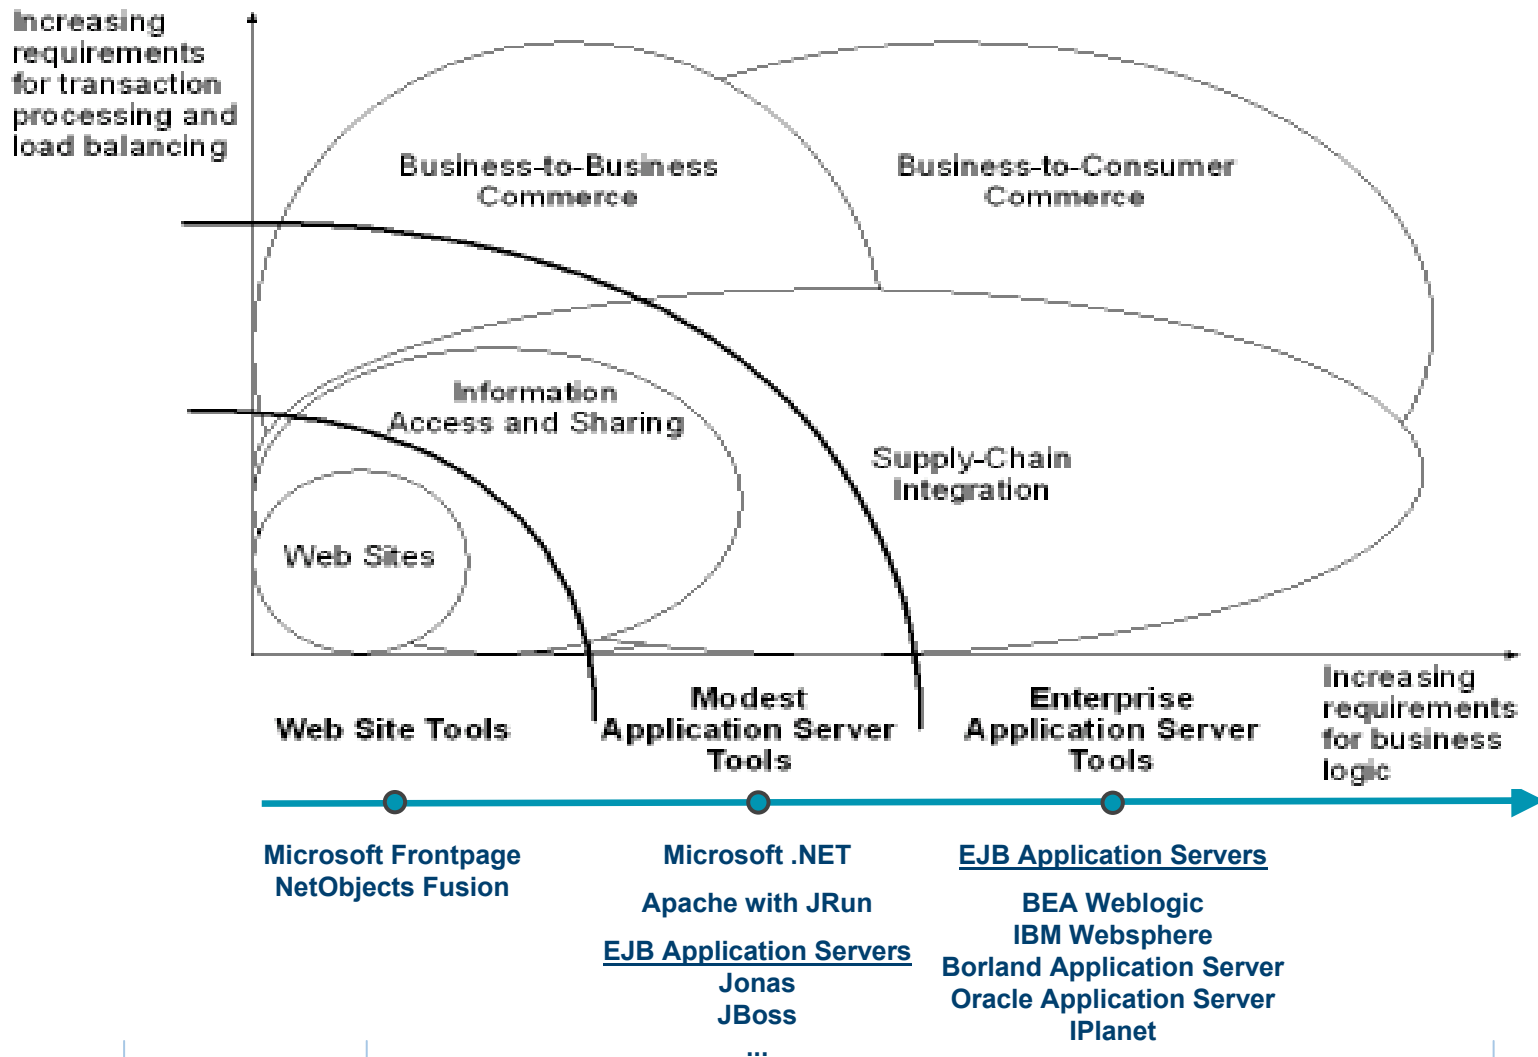 Increasing
requirements
for transaction
processing and
load balancing
Business-to-Business
Commerce
Business-to-Consumer
Commerce
Information
Access and Sharing
Supply-Chain
Integration
Web Sites
Web Site Tools
Modest
Application Server
Tools
Enterprise
Application Server
Tools
Increasing
requirements
for business
logic
Microsoft Frontpage
NetObjects Fusion
Microsoft .NET
Apache with JRun
EJB Application Servers
Jonas
JBoss
...
EJB Application Servers
BEA Weblogic
IBM Websphere
Borland Application Server
Oracle Application Server
IPlanet